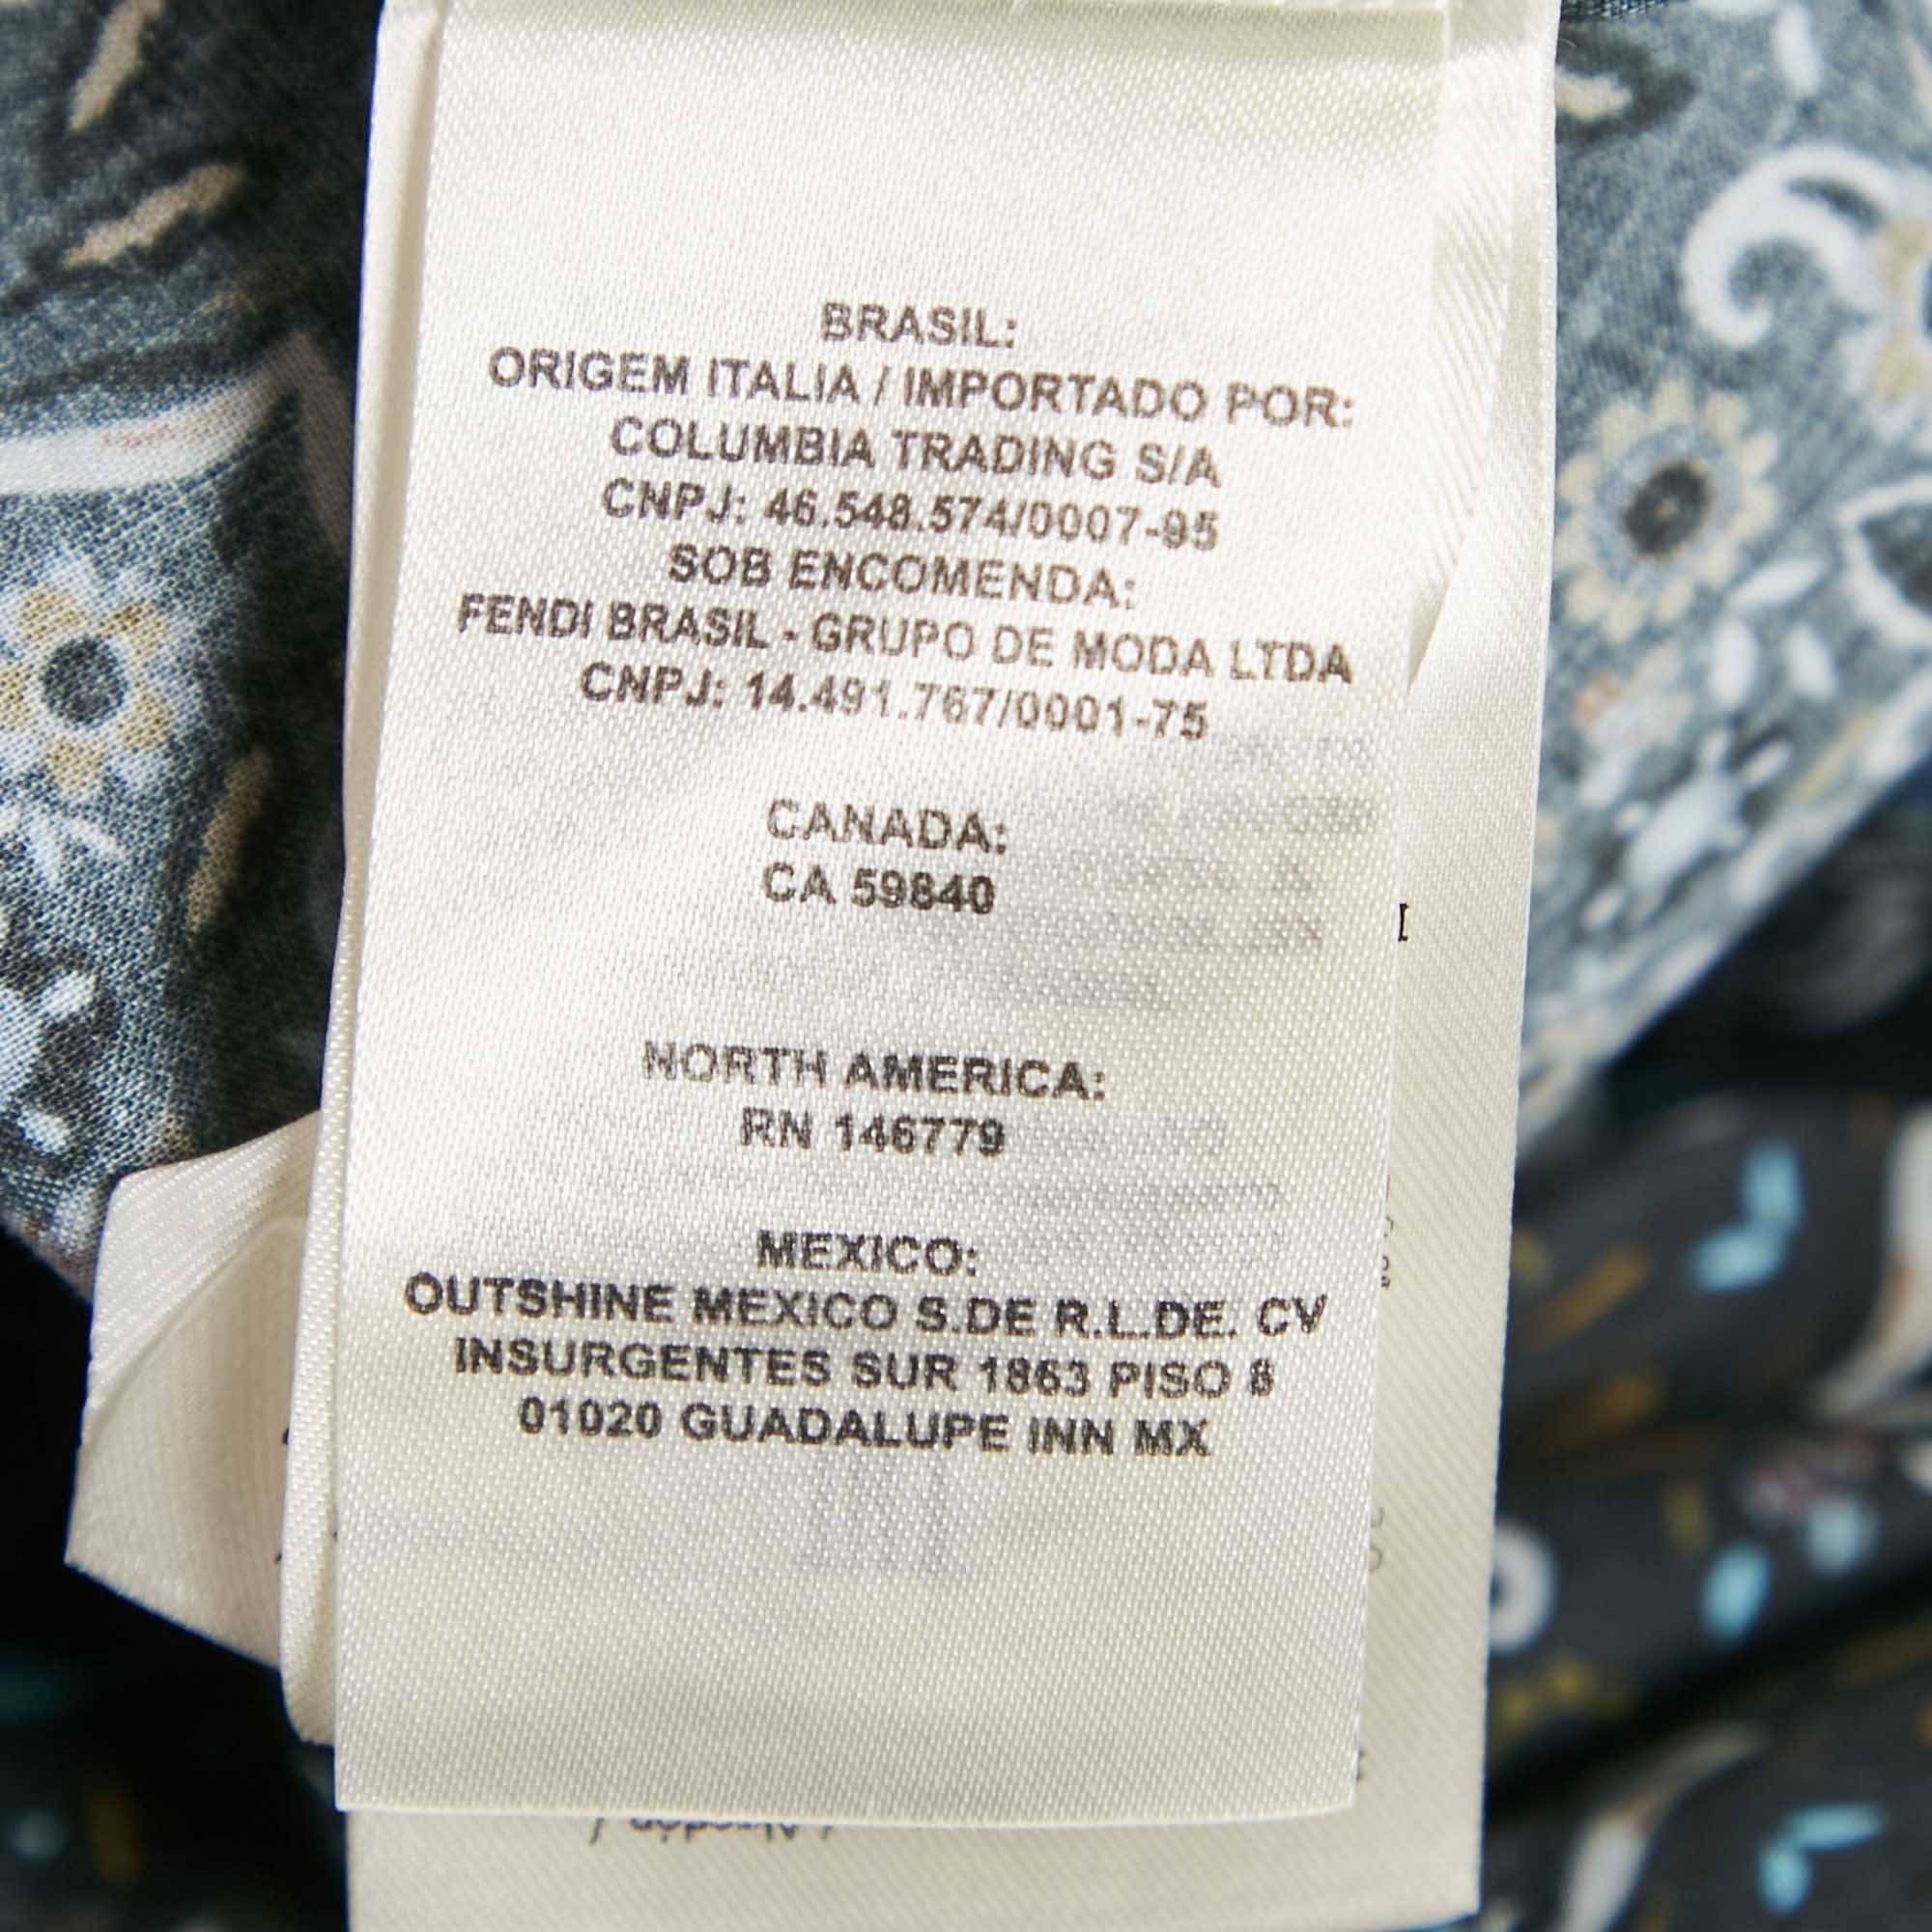 BRASIL:
ORIGEM ITALIA / IMPORTADO POR:
COLUMBIA TRADING S/A
CNPJ: 46.548.574/0007-95
SOB ENCOMENDA:
FENDI BRASIL - GRUPO DE MODA LTDA
CNPJ: 14.491.767/0001-75
CANADA:
CA 59840
NORTH AMERICA:
RN 146779
MEXICO:
OUTSHINE MEXICO S.DE R.L.DE. CV
INSURGENTES SUR 1863 PISO 8
01020 GUADALUPE INN MX